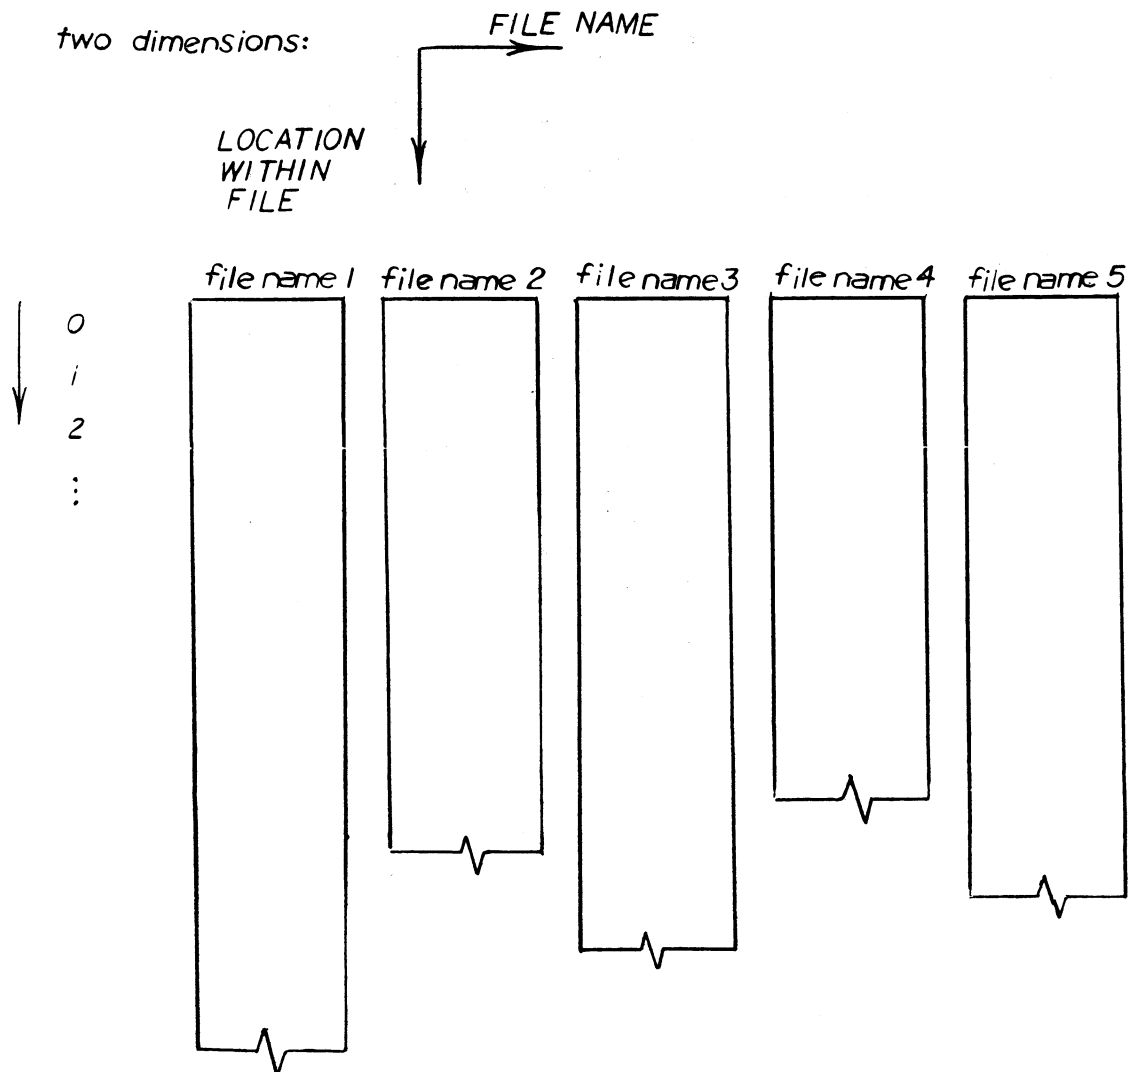 two dimensions:
FILE NAME
LOCATION
WITHIN
FILE
file name 1
file name 2
file name 3
file name 4
file name 5
0
i
2
⋮